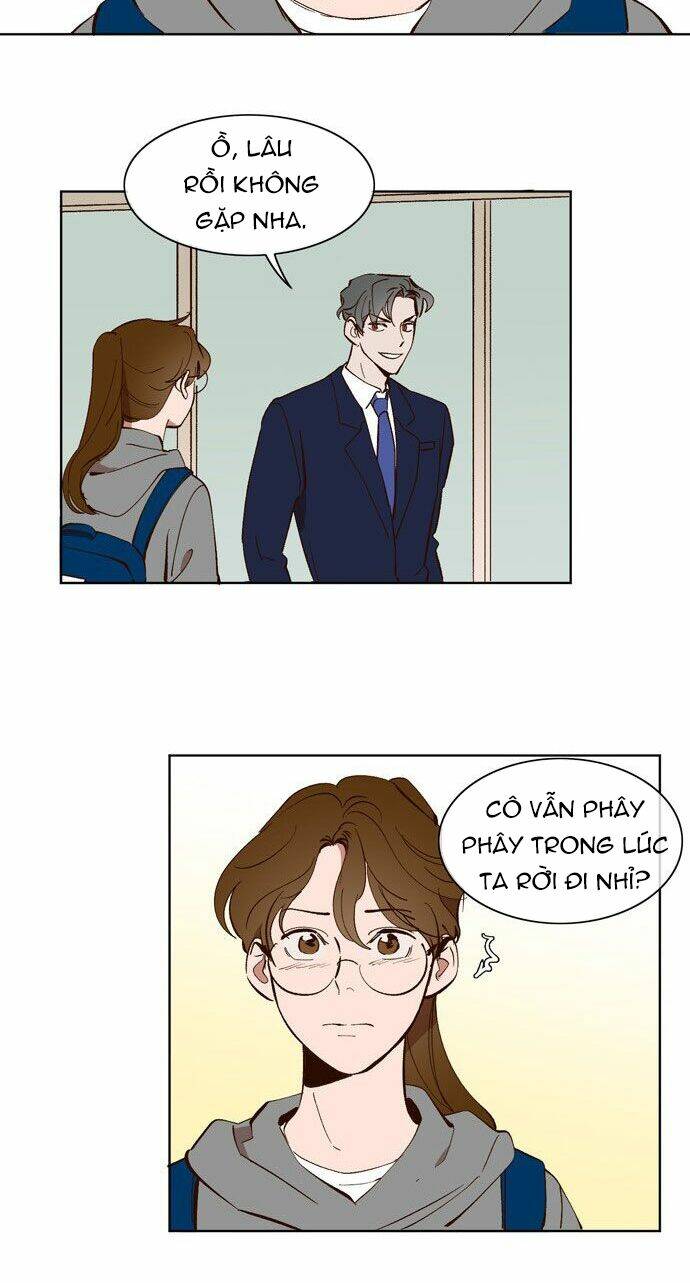 Ồ, LÂU
RỒI KHÔNG
GẶP NHA.
CÔ VẪN PHÂY
PHÂY TRONG LÚC
TA RỜI ĐI NHỈ?